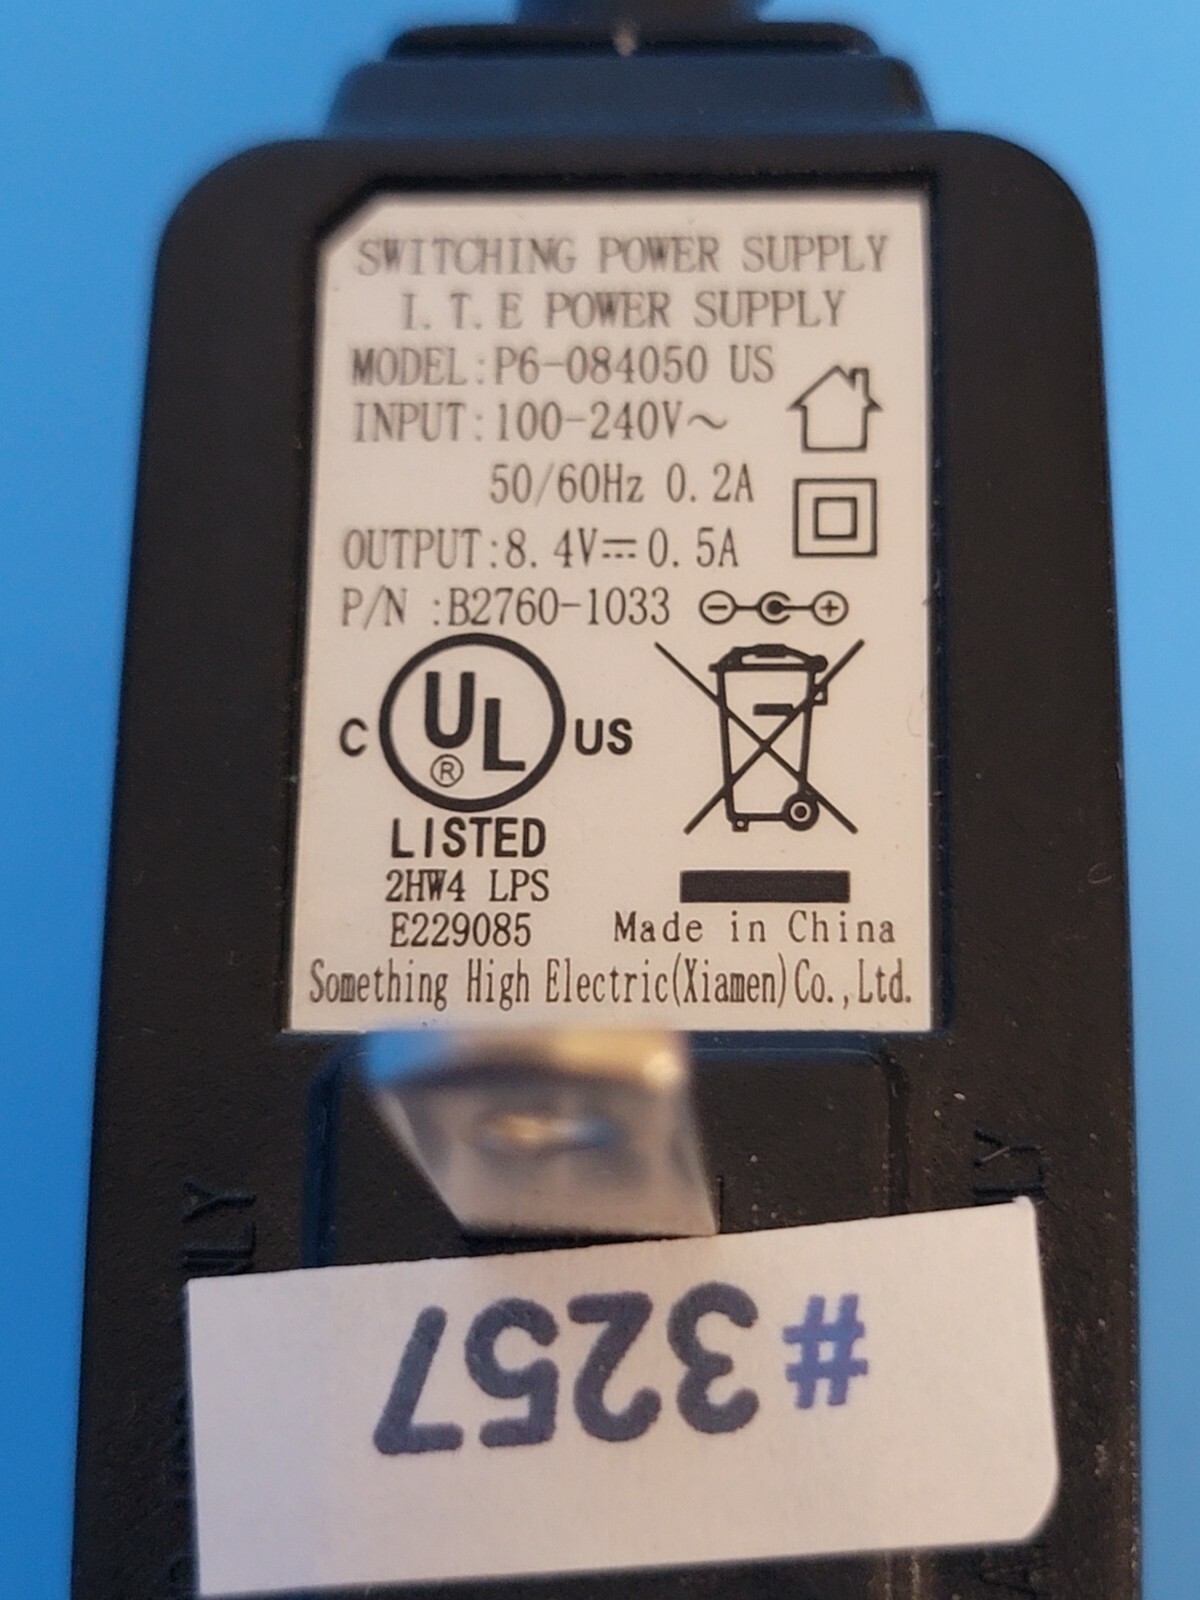 SWITCHING POWER SUPPLY
I. T. E POWER SUPPLY
MODEL:P6-084050 US
INPUT:100-240V~
50/60Hz 0. 2A
OUTPUT:8. 4V⎓0. 5A
P/N :B2760-1033
C UL® US
LISTED
2HW4 LPS
E229085
Made in China
Something High Electric(Xiamen)Co.,Ltd.
#3257